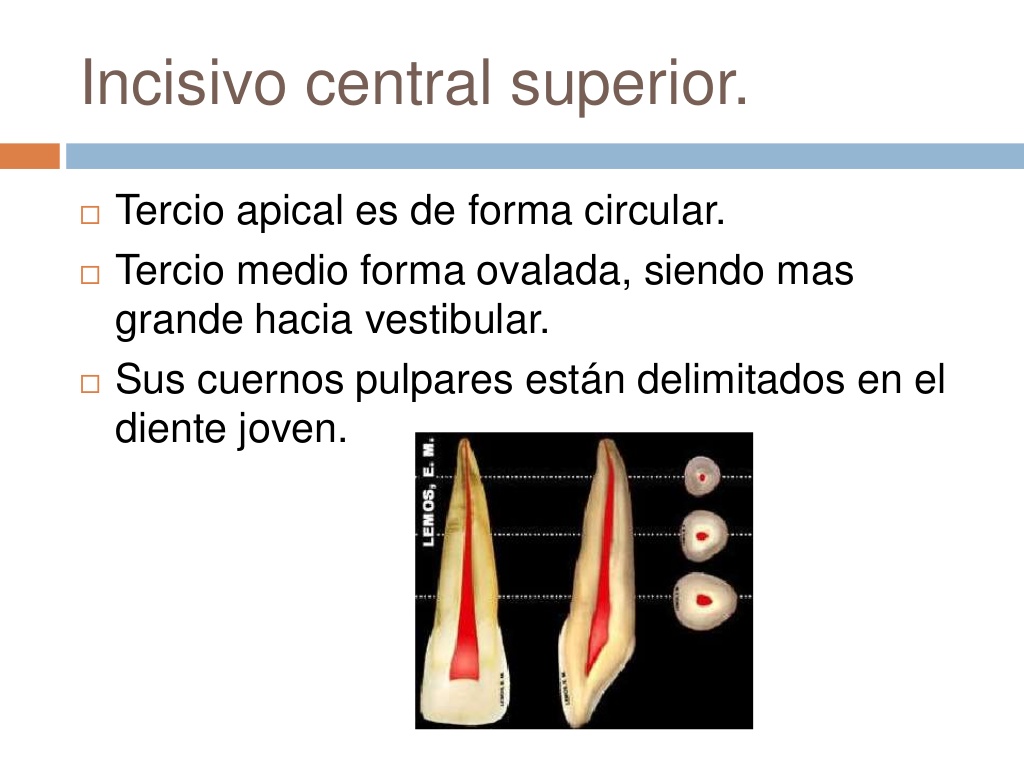 Incisivo central superior.
Tercio apical es de forma circular.
Tercio medio forma ovalada, siendo mas
grande hacia vestibular.
Sus cuernos pulpares están delimitados en el
diente joven.
LEMOS, E. M.